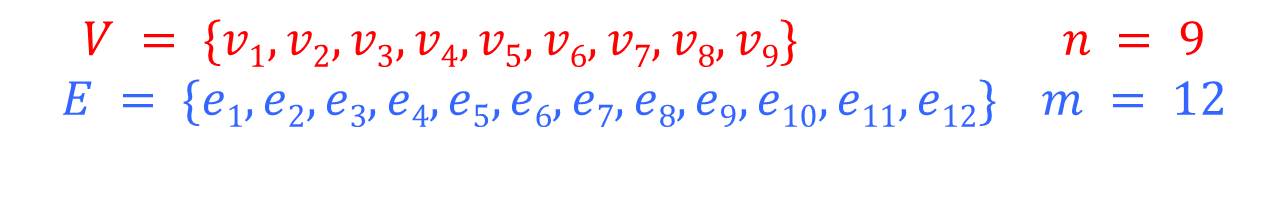 V = {v₁, v₂, v₃, v₄, v₅, v₆, v₇, v₈, v₉} n = 9
E = {e₁, e₂, e₃, e₄, e₅, e₆, e₇, e₈, e₉, e₁₀, e₁₁, e₁₂} m = 12